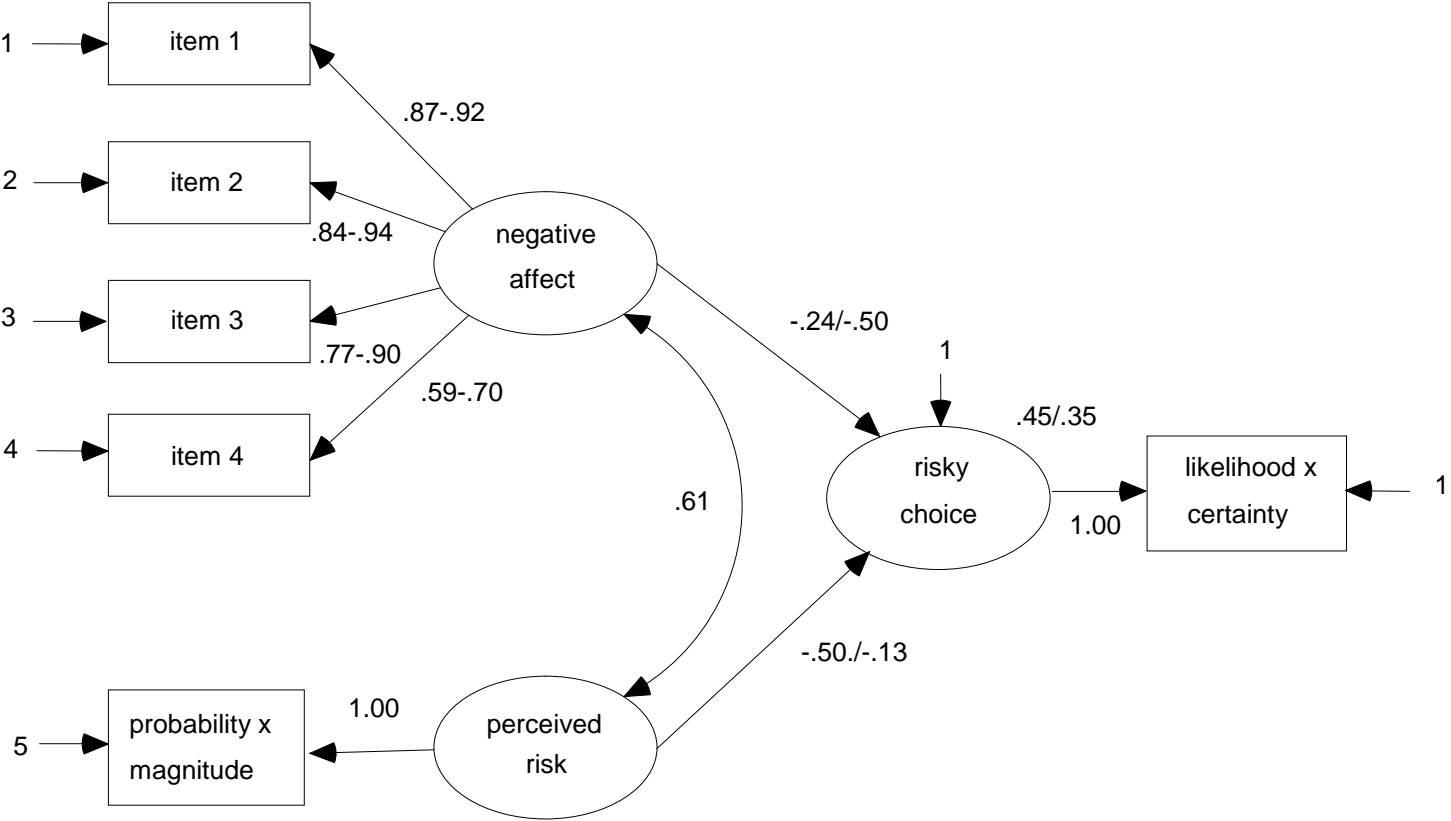 1
item 1
.87-.92
2
item 2
.84-.94
negative
affect
3
item 3
.77-.90
-.24/-.50
.59-.70
1
.45/.35
4
item 4
risky
choice
likelihood x
certainty
1
.61
1.00
-.50./-.13
5
probability x
magnitude
1.00
perceived
risk